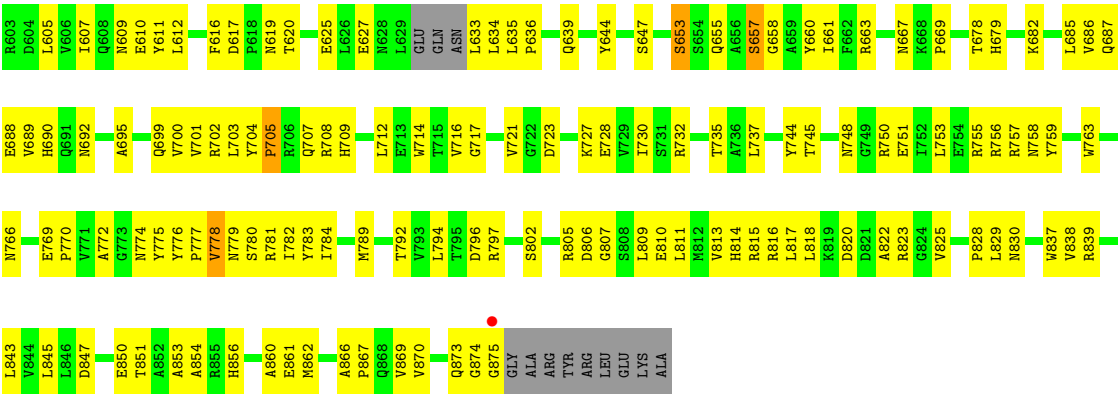 R603 D604 L605 V606 I607 Q608 N609 E610 Y611 L612 F616 D617 P618 N619 T620 E625 L626 E627 N628 L629 GLU GLN ASN L633 L634 L635 P636 Q639 Y644 S647 S653 S654 Q655 A656 S657 G658 A659 Y660 I661 F662 R663 N667 K668 P669 T678 H679 K682 L685 V686 Q687
E688 V689 H690 Q691 N692 A695 Q699 V700 V701 R702 L703 Y704 P705 R706 Q707 R708 H709 L712 E713 W714 T715 V716 G717 V721 G722 D723 K727 E728 V729 I730 S731 R732 T735 A736 L737 Y744 T745 N748 G749 R750 E751 I752 L753 E754 R755 R756 R757 N758 Y759 W763
N766 E769 P770 V771 A772 G773 N774 Y775 Y776 P777 V778 N779 S780 R781 I782 Y783 I784 M789 T792 V793 L794 T795 D796 R797 S802 R805 D806 G807 S808 L809 E810 L811 M812 V813 H814 R815 R816 L817 L818 K819 D820 D821 A822 R823 G824 V825 P828 L829 N830 W837 V838 R839
L843 V844 L845 L846 D847 E850 T851 A852 A853 A854 R855 H856 A860 E861 M862 A866 P867 Q868 V869 V870 Q873 G874 G875 GLY ALA ARG TYR ARG LEU GLU LYS ALA